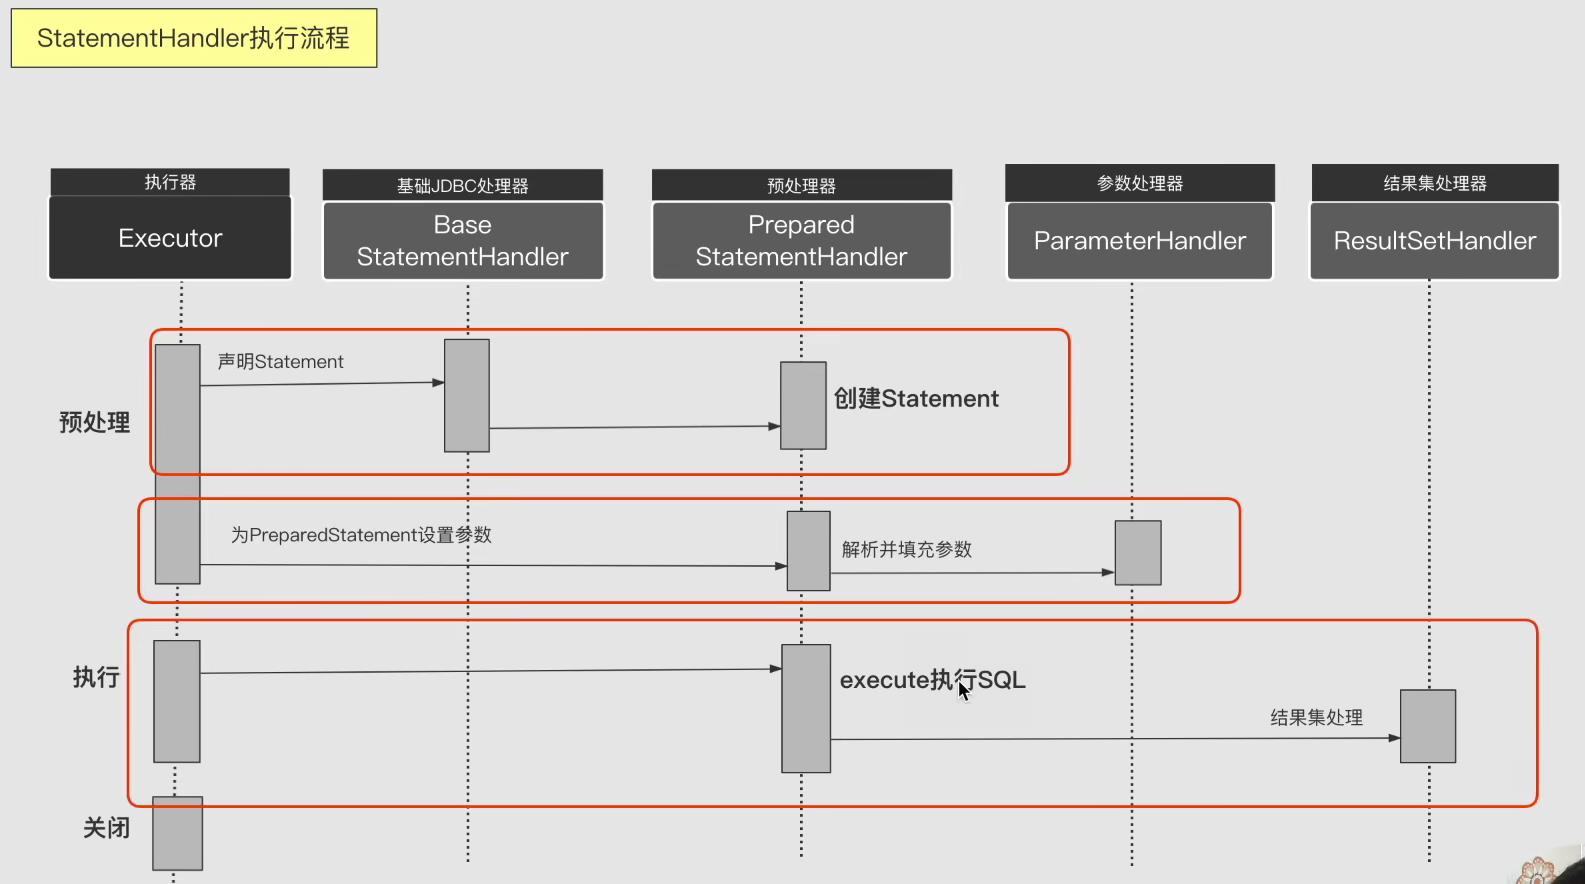 StatementHandler执行流程
执行器
基础JDBC处理器
预处理器
参数处理器
结果集处理器
Executor
Base
StatementHandler
Prepared
StatementHandler
ParameterHandler
ResultSetHandler
声明Statement
创建Statement
预处理
为PreparedStatement设置参数
解析并填充参数
执行
execute执行SQL
结果集处理
关闭